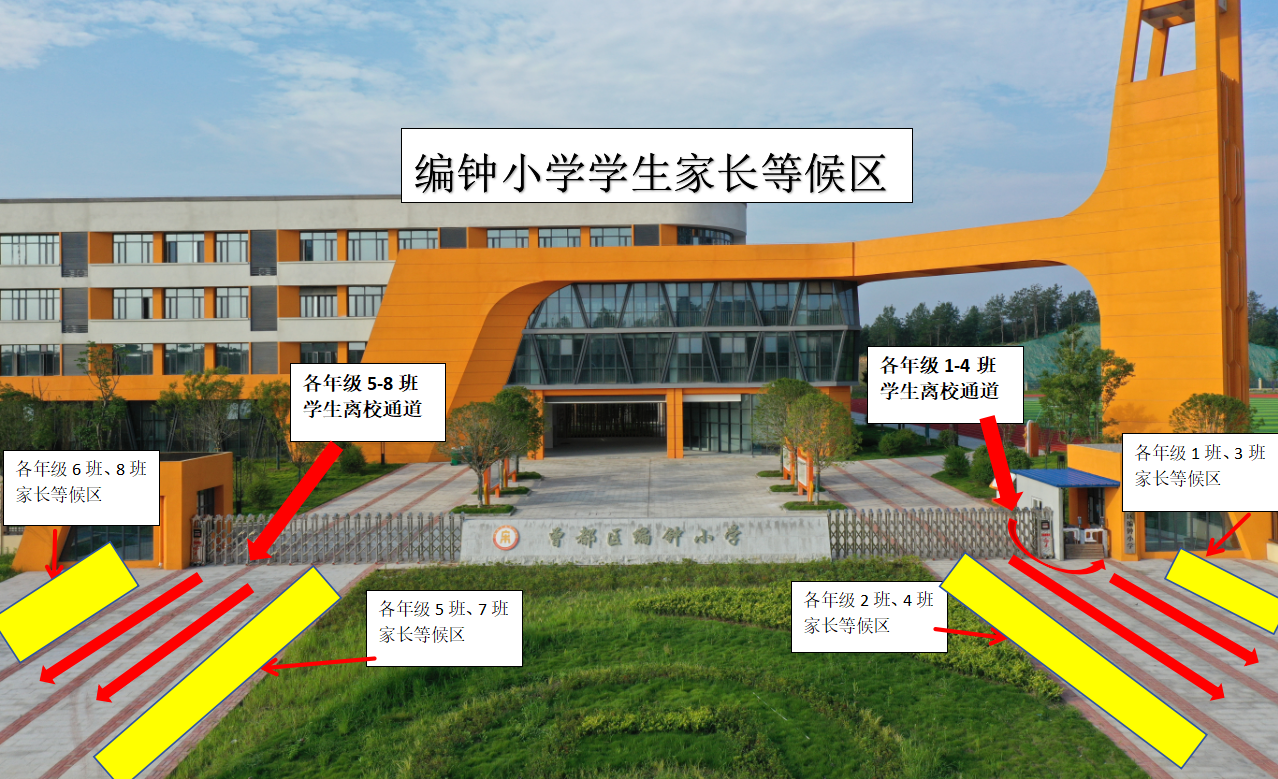 编钟小学学生家长等候区
各年级 5-8 班
学生离校通道
各年级 1-4 班
学生离校通道
各年级 6 班、8 班
家长等候区
各年级 1 班、3 班
家长等候区
曾都区编钟小学
各年级 5 班、7 班
家长等候区
各年级 2 班、4 班
家长等候区